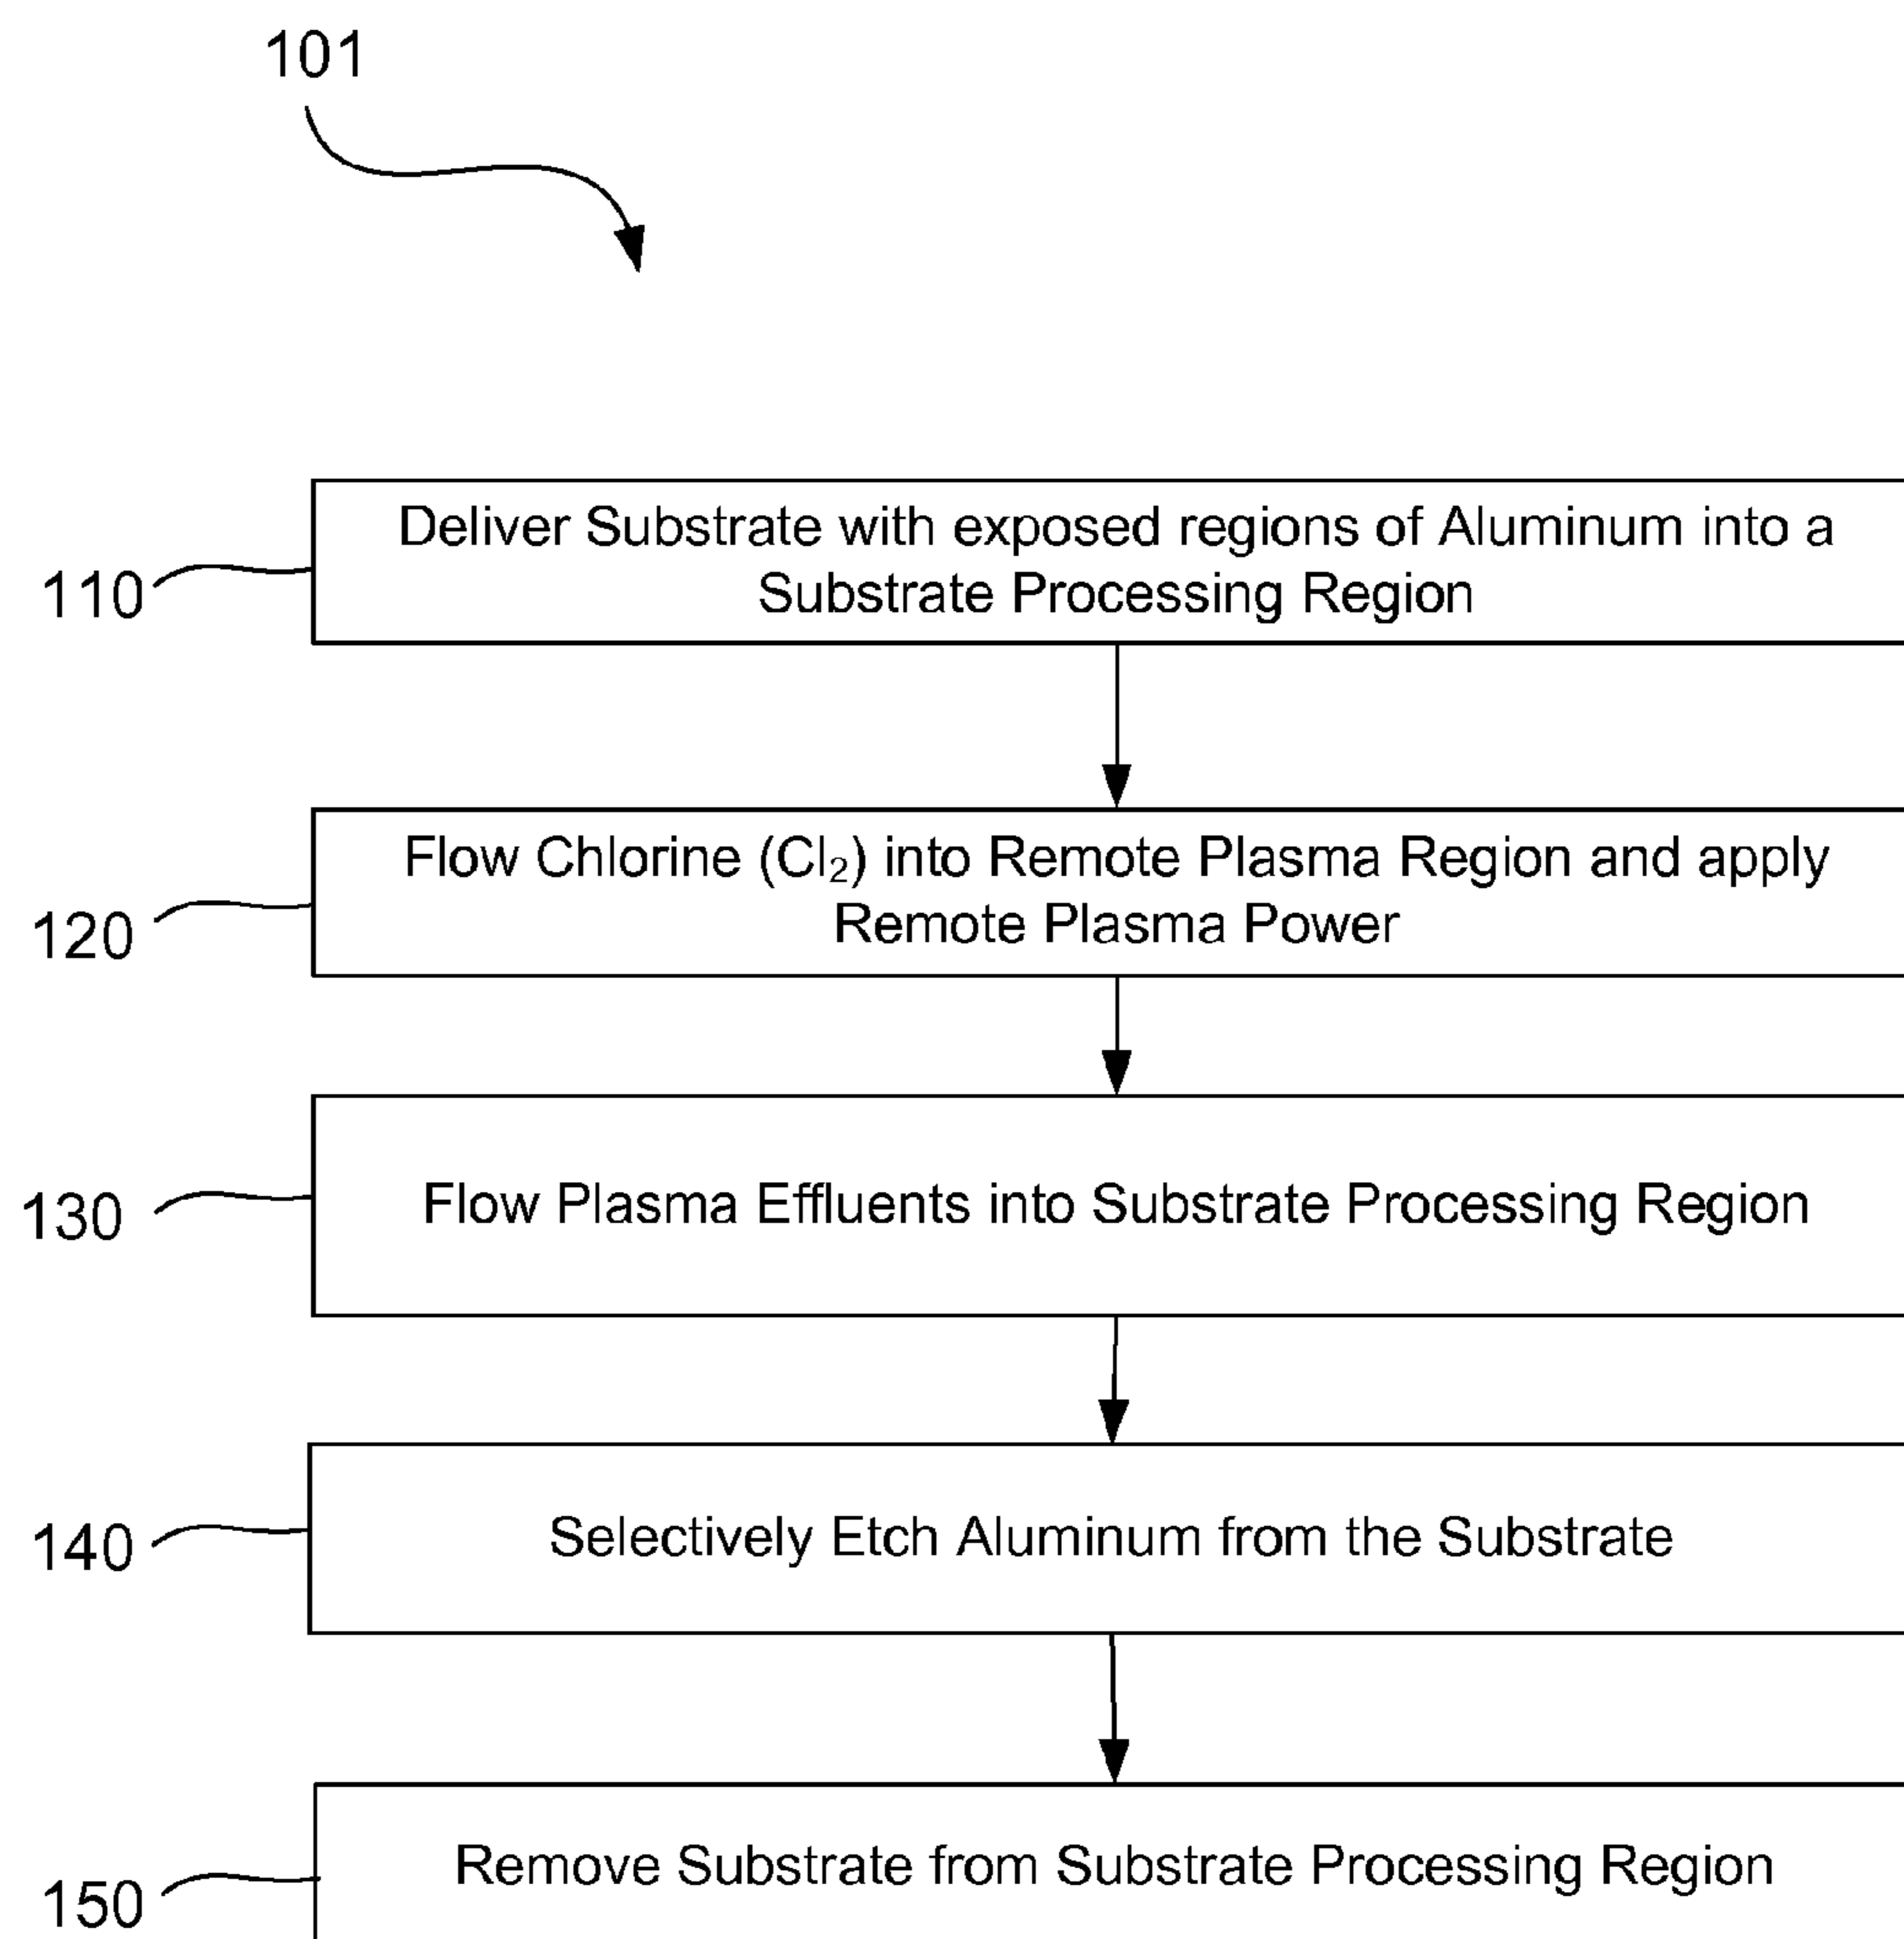 101
110
Deliver Substrate with exposed regions of Aluminum into a
Substrate Processing Region
120
Flow Chlorine (Cl₂) into Remote Plasma Region and apply
Remote Plasma Power
130
Flow Plasma Effluents into Substrate Processing Region
140
Selectively Etch Aluminum from the Substrate
150
Remove Substrate from Substrate Processing Region